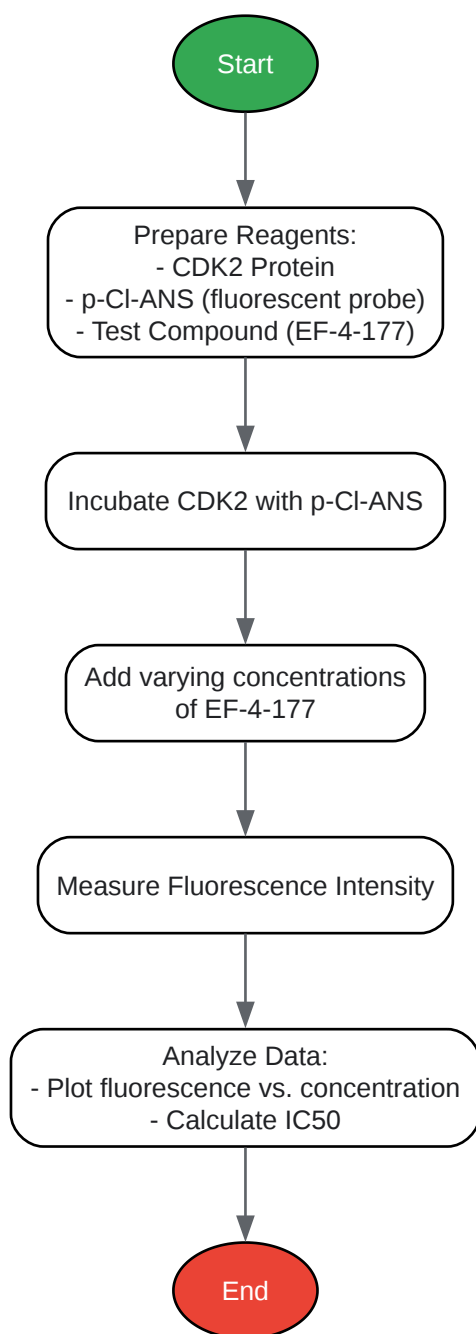 Start
Prepare Reagents:
- CDK2 Protein
- p-Cl-ANS (fluorescent probe)
- Test Compound (EF-4-177)
Incubate CDK2 with p-Cl-ANS
Add varying concentrations
of EF-4-177
Measure Fluorescence Intensity
Analyze Data:
- Plot fluorescence vs. concentration
- Calculate IC50
End